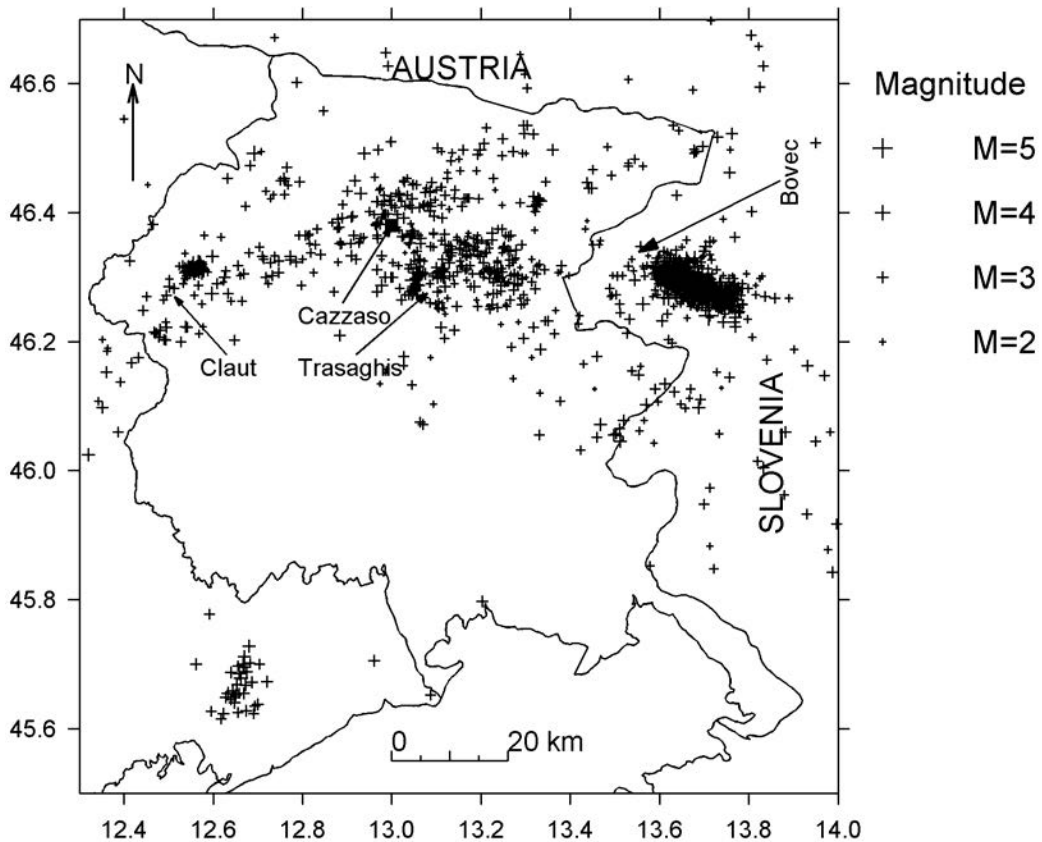 46.6
46.4
46.2
46.0
45.8
45.6
12.4 12.6 12.8 13.0 13.2 13.4 13.6 13.8 14.0
N
AUSTRIA
Bovec
Cazzaso
Claut
Trasaghis
SLOVENIA
0 20 km
Magnitude
M=5
M=4
M=3
M=2